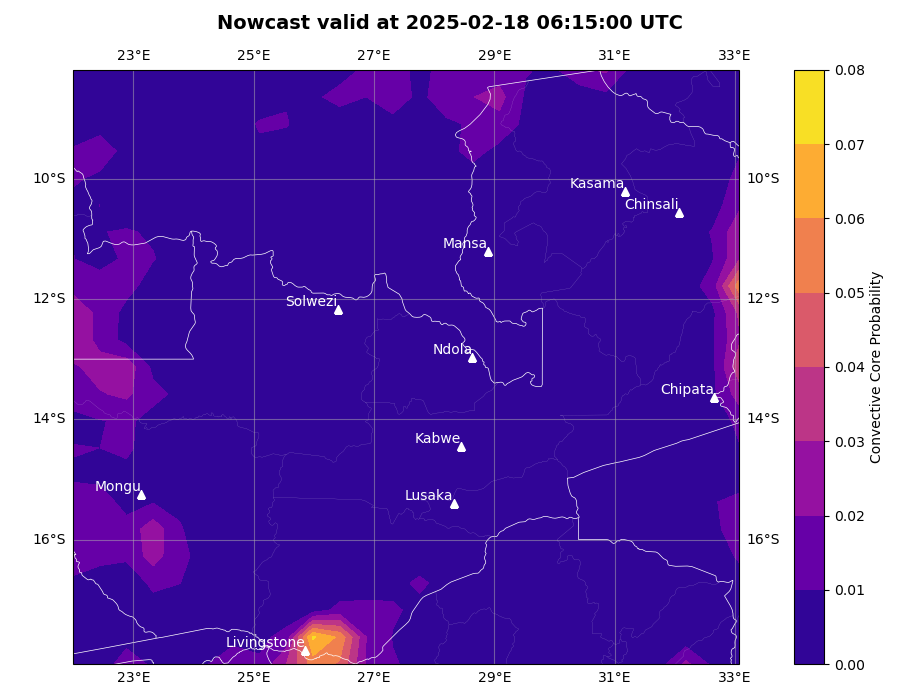 Nowcast valid at 2025-02-18 06:15:00 UTC
23°E 25°E 27°E 29°E 31°E 33°E
0.08
0.07
0.06
0.05
0.04
0.03
0.02
0.01
0.00
Convective Core Probability
10°S 10°S
12°S 12°S
14°S 14°S
16°S 16°S
Kasama
Chinsali
Mansa
Solwezi
Ndola
Chipata
Kabwe
Mongu
Lusaka
Livingstone
23°E 25°E 27°E 29°E 31°E 33°E